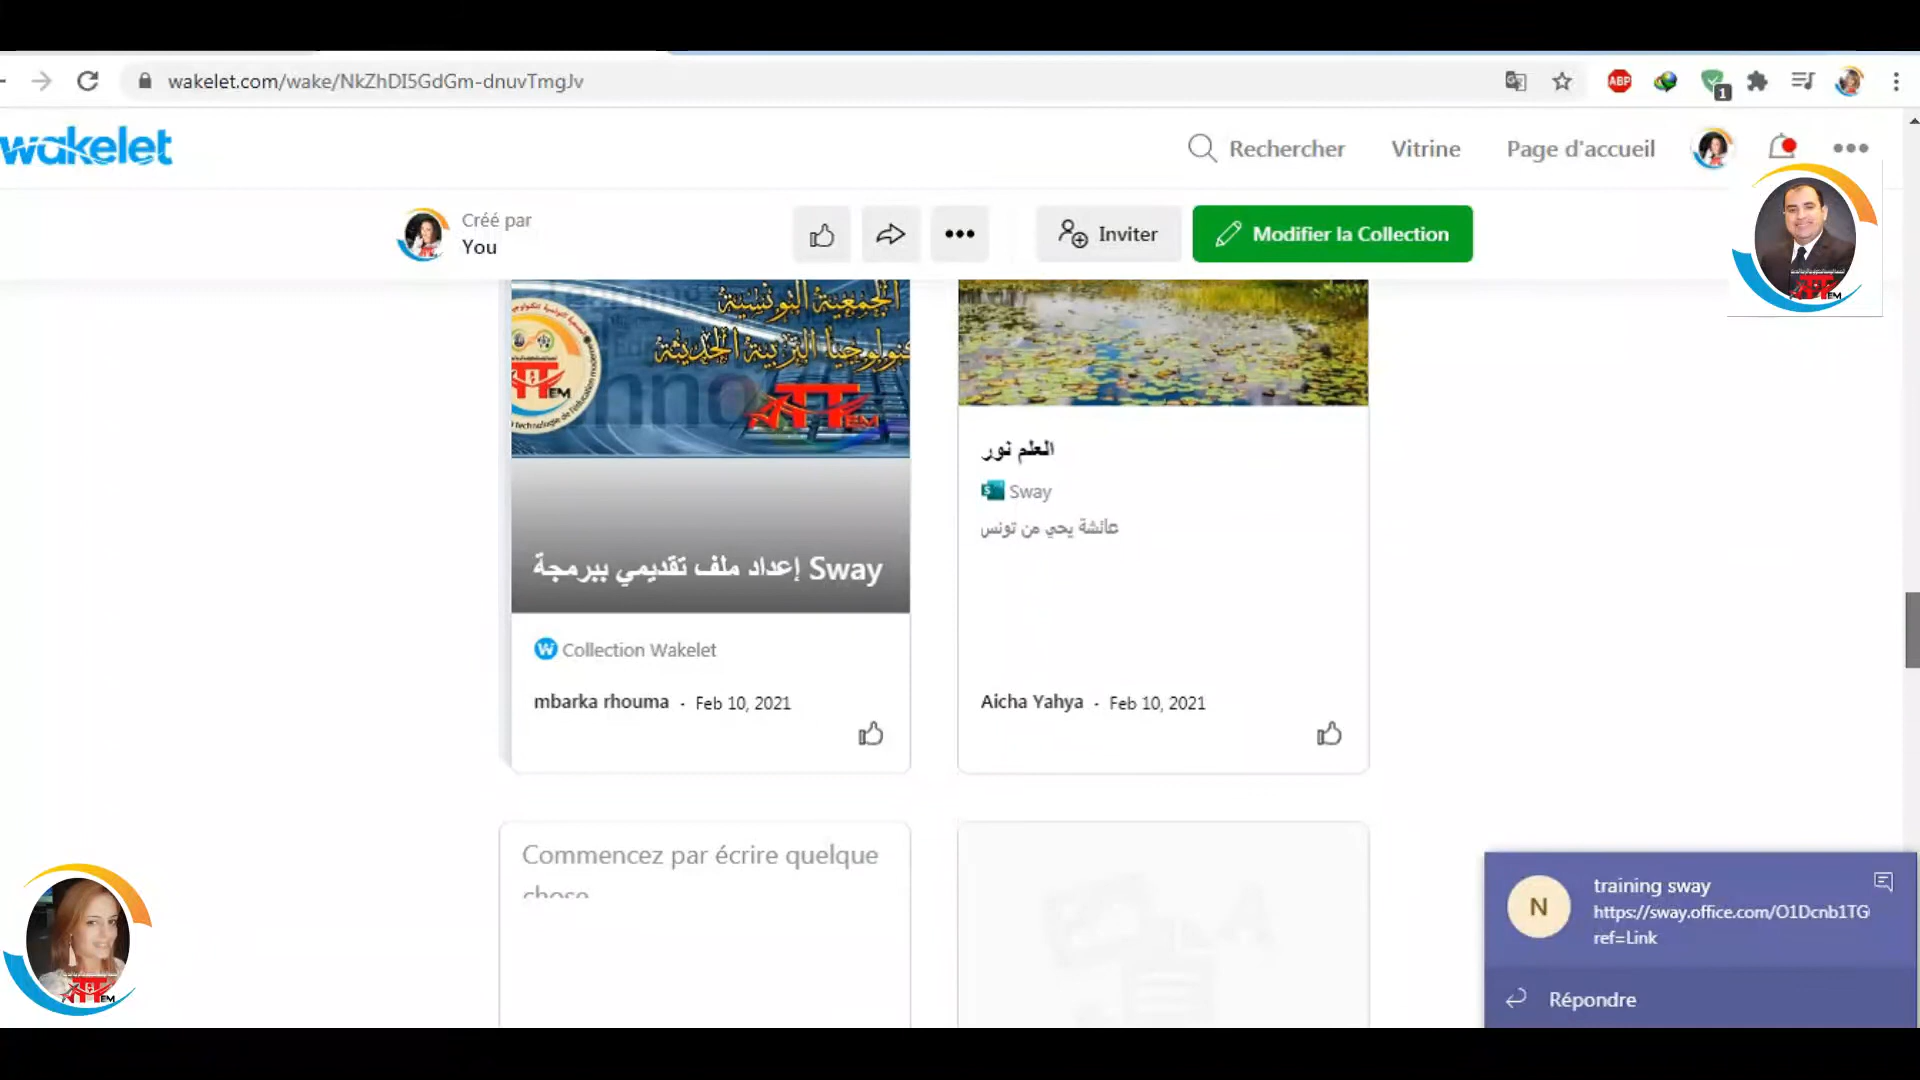 wakelet.com/wake/NkZhDI5GdGm-dnuvTmgJv
ABP
1
wakelet
Rechercher
Vitrine
Page d'accueil
Créé par
You
Inviter
Modifier la Collection
الجمعية التونسية
لتكنولوجيا التربية الحديثة
ATTEM
إعداد ملف تقديمي ببرمجة Sway
Collection Wakelet
mbarka rhouma - Feb 10, 2021
العلم نور
Sway
عائشة يحي من تونس
Aicha Yahya - Feb 10, 2021
Commencez par écrire quelque
chose
N
training sway
https://sway.office.com/O1Dcnb1TG
ref=Link
Répondre